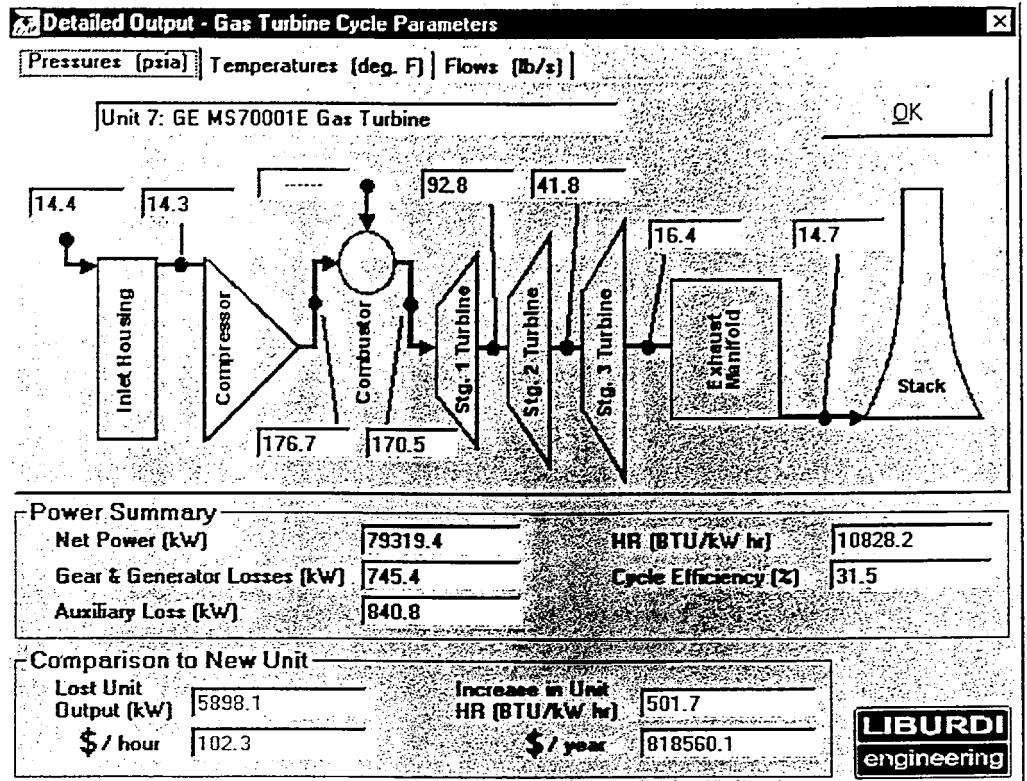 Detailed Output - Gas Turbine Cycle Parameters
Pressures (psia) Temperatures (deg. F) Flows (lb/s)
Unit 7: GE MS70001E Gas Turbine
OK
14.4
14.3
------
92.8
41.8
16.4
14.7
Inlet Housing
Compressor
Combustor
Stg. 1 Turbine
Stg. 2 Turbine
Stg. 3 Turbine
Exhaust
Manifold
Stack
176.7
170.5
Power Summary
Net Power (kW) 79319.4 HR (BTU/kW hr) 10828.2
Gear & Generator Losses (kW) 745.4 Cycle Efficiency (%) 31.5
Auxiliary Loss (kW) 840.8
Comparison to New Unit
Lost Unit
Output (kW) 5898.1
Increase in Unit
HR (BTU/kW hr) 501.7
$ / hour 102.3 $ / year 818560.1
LIBURDI
engineering